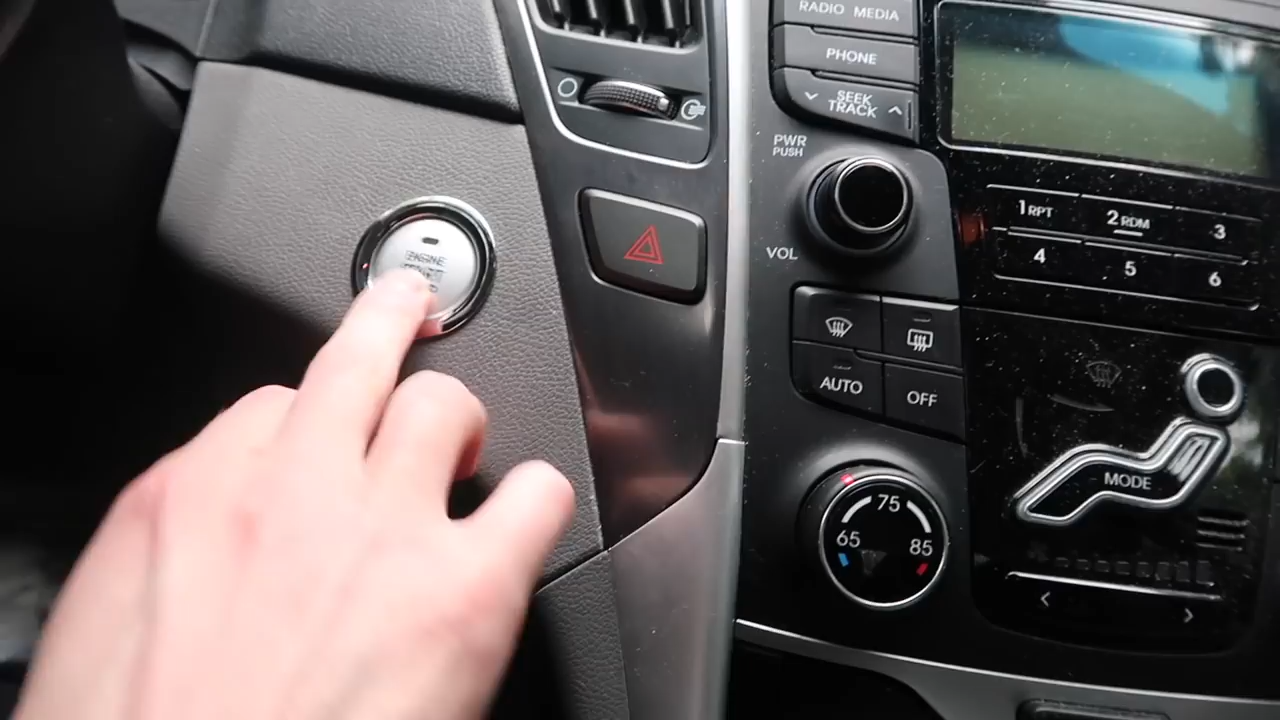 RADIO MEDIA
PHONE
SEEK
TRACK
PWR
PUSH
VOL
1 RPT
2 RDM
3
4
5
6
ENGINE
AUTO
OFF
MODE
75
65
85